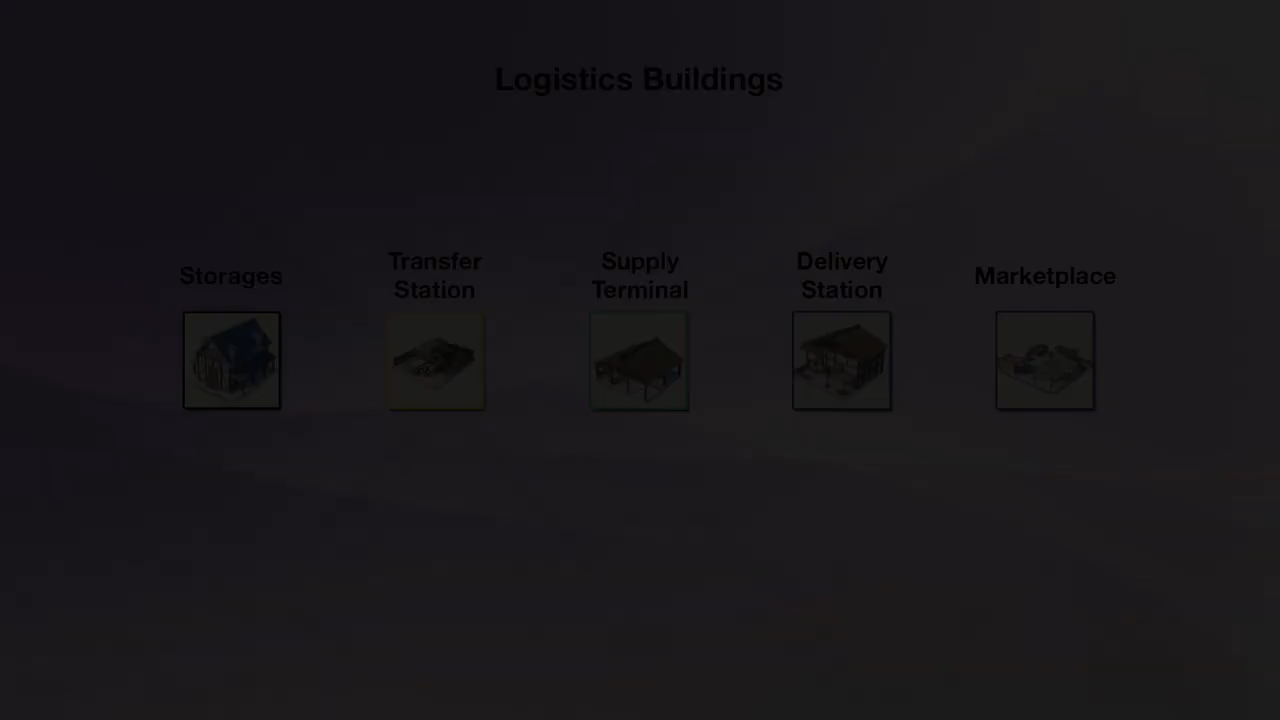 Logistics Buildings
Storages
Transfer
Station
Supply
Terminal
Delivery
Station
Marketplace